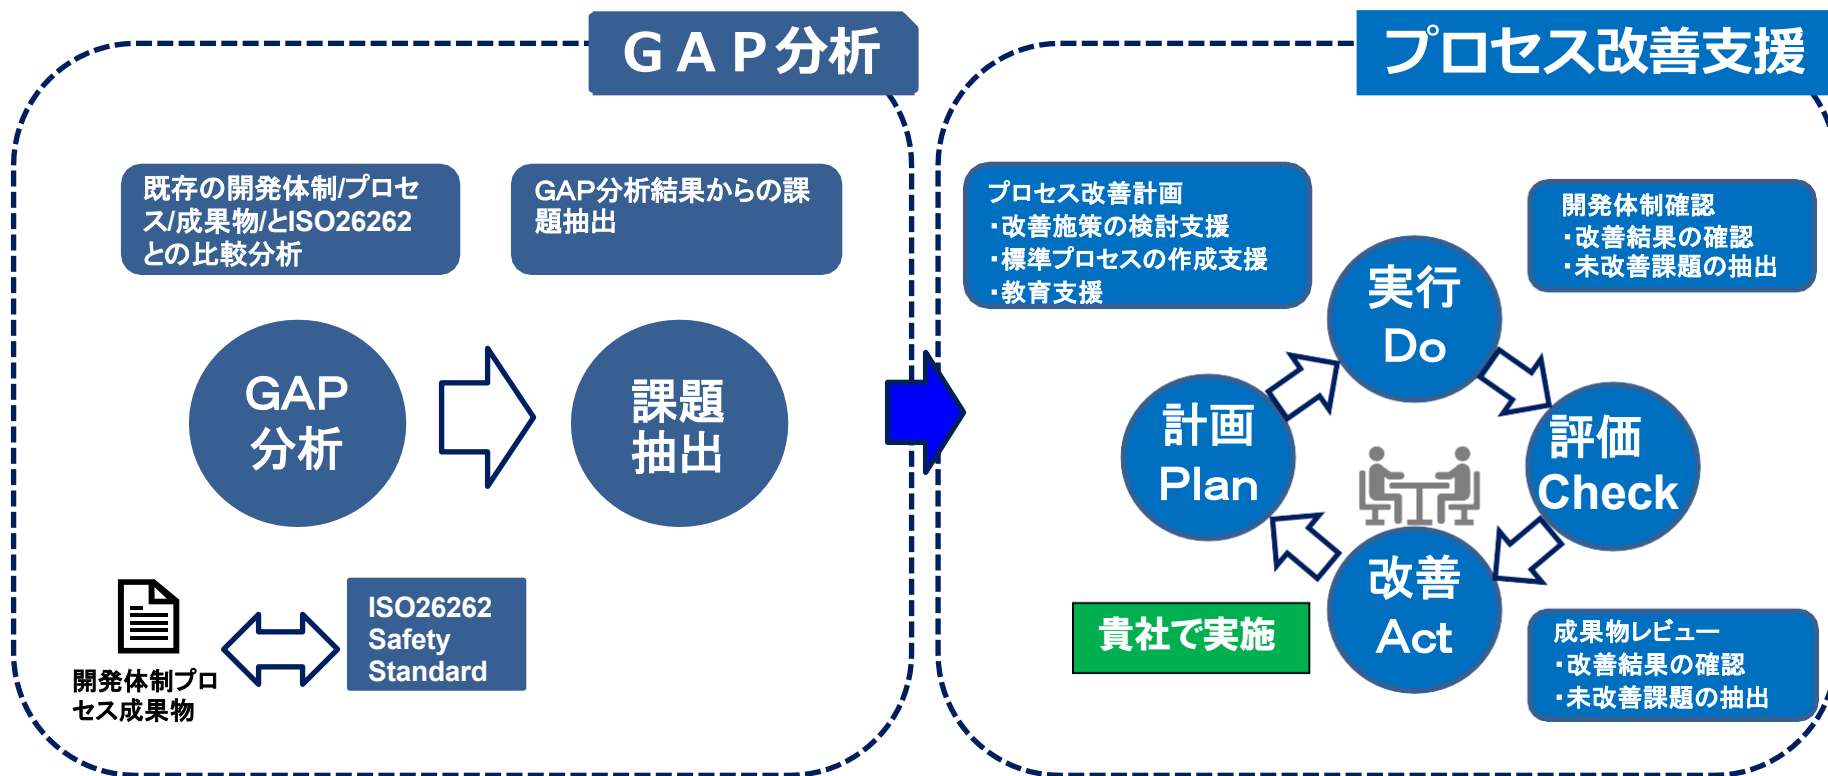 ＧＡＰ分析
既存の開発体制/プロセ
ス/成果物/とISO26262
との比較分析
GAP分析結果からの課
題抽出
GAP
分析
課題
抽出
開発体制プロ
セス成果物
ISO26262
Safety
Standard
プロセス改善支援
プロセス改善計画
・改善施策の検討支援
・標準プロセスの作成支援
・教育支援
開発体制確認
・改善結果の確認
・未改善課題の抽出
実行
Do
計画
Plan
評価
Check
改善
Act
貴社で実施
成果物レビュー
・改善結果の確認
・未改善課題の抽出